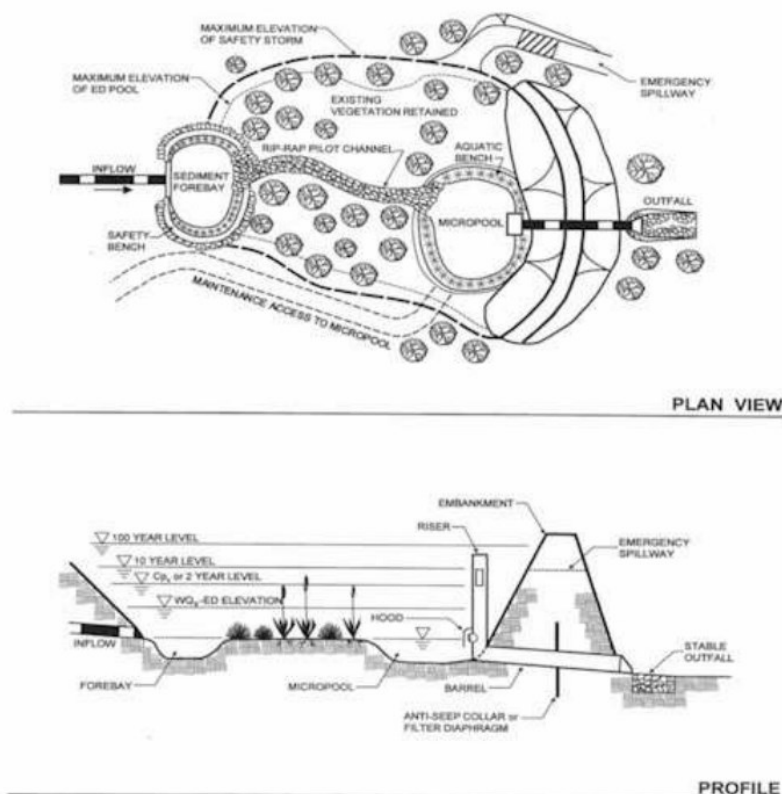 MAXIMUM ELEVATION
OF SAFETY STORM
MAXIMUM ELEVATION
OF ED POOL
EMERGENCY
SPILLWAY
EXISTING
VEGETATION RETAINED
RIP-RAP PILOT CHANNEL
AQUATIC
BENCH
INFLOW
SEDIMENT
FOREBAY
MICROPOOL
OUTFALL
SAFETY
BENCH
MAINTENANCE ACCESS TO MICROPOOL
PLAN VIEW
EMBANKMENT
RISER
100 YEAR LEVEL
EMERGENCY
SPILLWAY
10 YEAR LEVEL
Cpᵥ or 2 YEAR LEVEL
WQᵥ-ED ELEVATION
HOOD
INFLOW
STABLE
OUTFALL
FOREBAY
MICROPOOL
BARREL
ANTI-SEEP COLLAR or
FILTER DIAPHRAGM
PROFILE